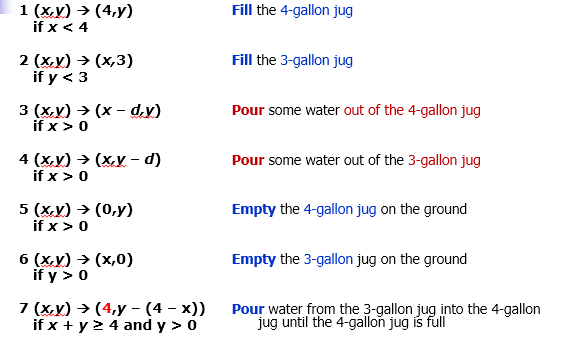 1 (x,y) → (4,y) Fill the 4-gallon jug
if x < 4
2 (x,y) → (x,3) Fill the 3-gallon jug
if y < 3
3 (x,y) → (x – d,y) Pour some water out of the 4-gallon jug
if x > 0
4 (x,y) → (x,y – d) Pour some water out of the 3-gallon jug
if x > 0
5 (x,y) → (0,y) Empty the 4-gallon jug on the ground
if x > 0
6 (x,y) → (x,0) Empty the 3-gallon jug on the ground
if y > 0
7 (x,y) → (4,y – (4 – x)) Pour water from the 3-gallon jug into the 4-gallon
if x + y ≥ 4 and y > 0 jug until the 4-gallon jug is full